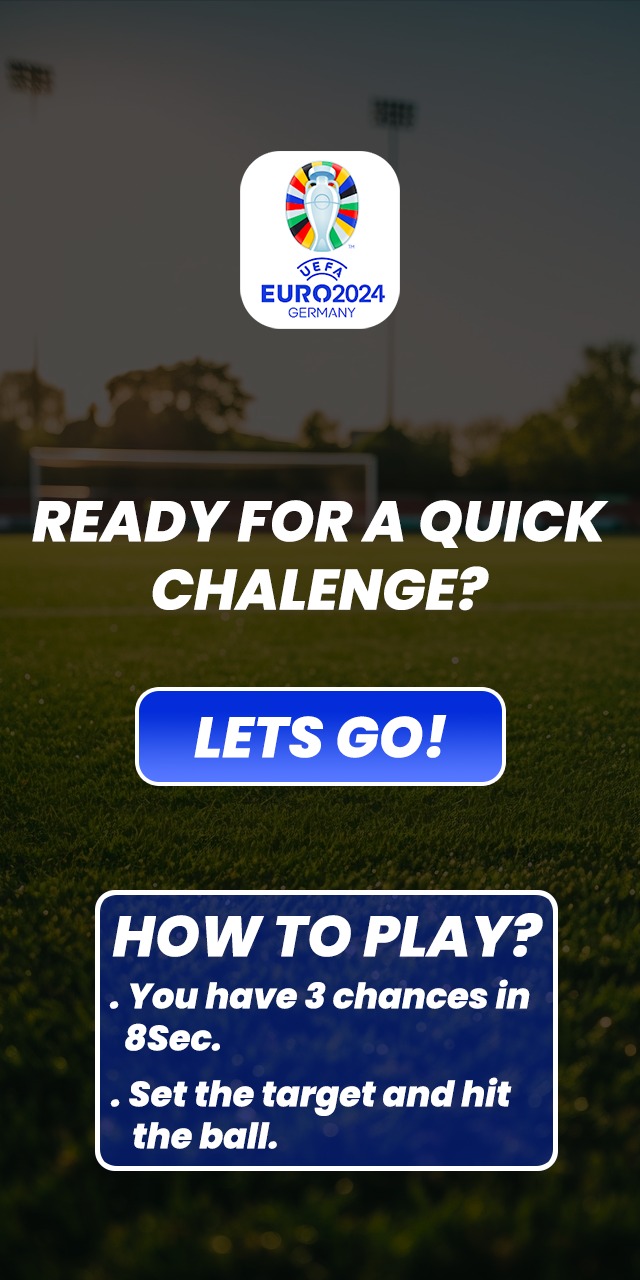 TM
UEFA
EURO2024
GERMANY
READY FOR A QUICK
CHALENGE?
LETS GO!
HOW TO PLAY?
. You have 3 chances in
8Sec.
. Set the target and hit
the ball.